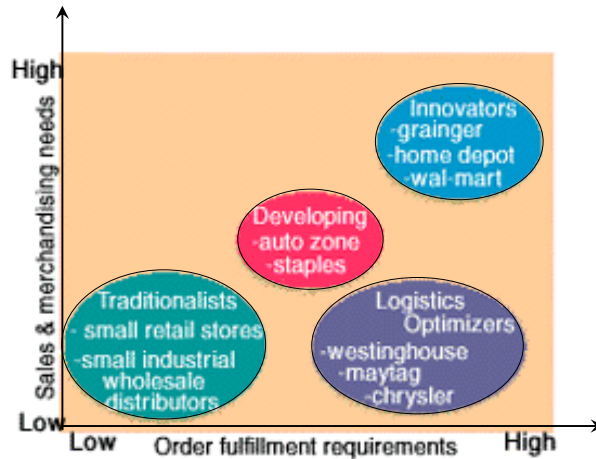 High
Sales & merchandising needs
Innovators
-grainger
-home depot
-wal-mart
Developing
-auto zone
-staples
Traditionalists
- small retail stores
-small industrial
wholesale
distributors
Logistics
Optimizers
-westinghouse
-maytag
-chrysler
Low
Low
Order fulfillment requirements
High